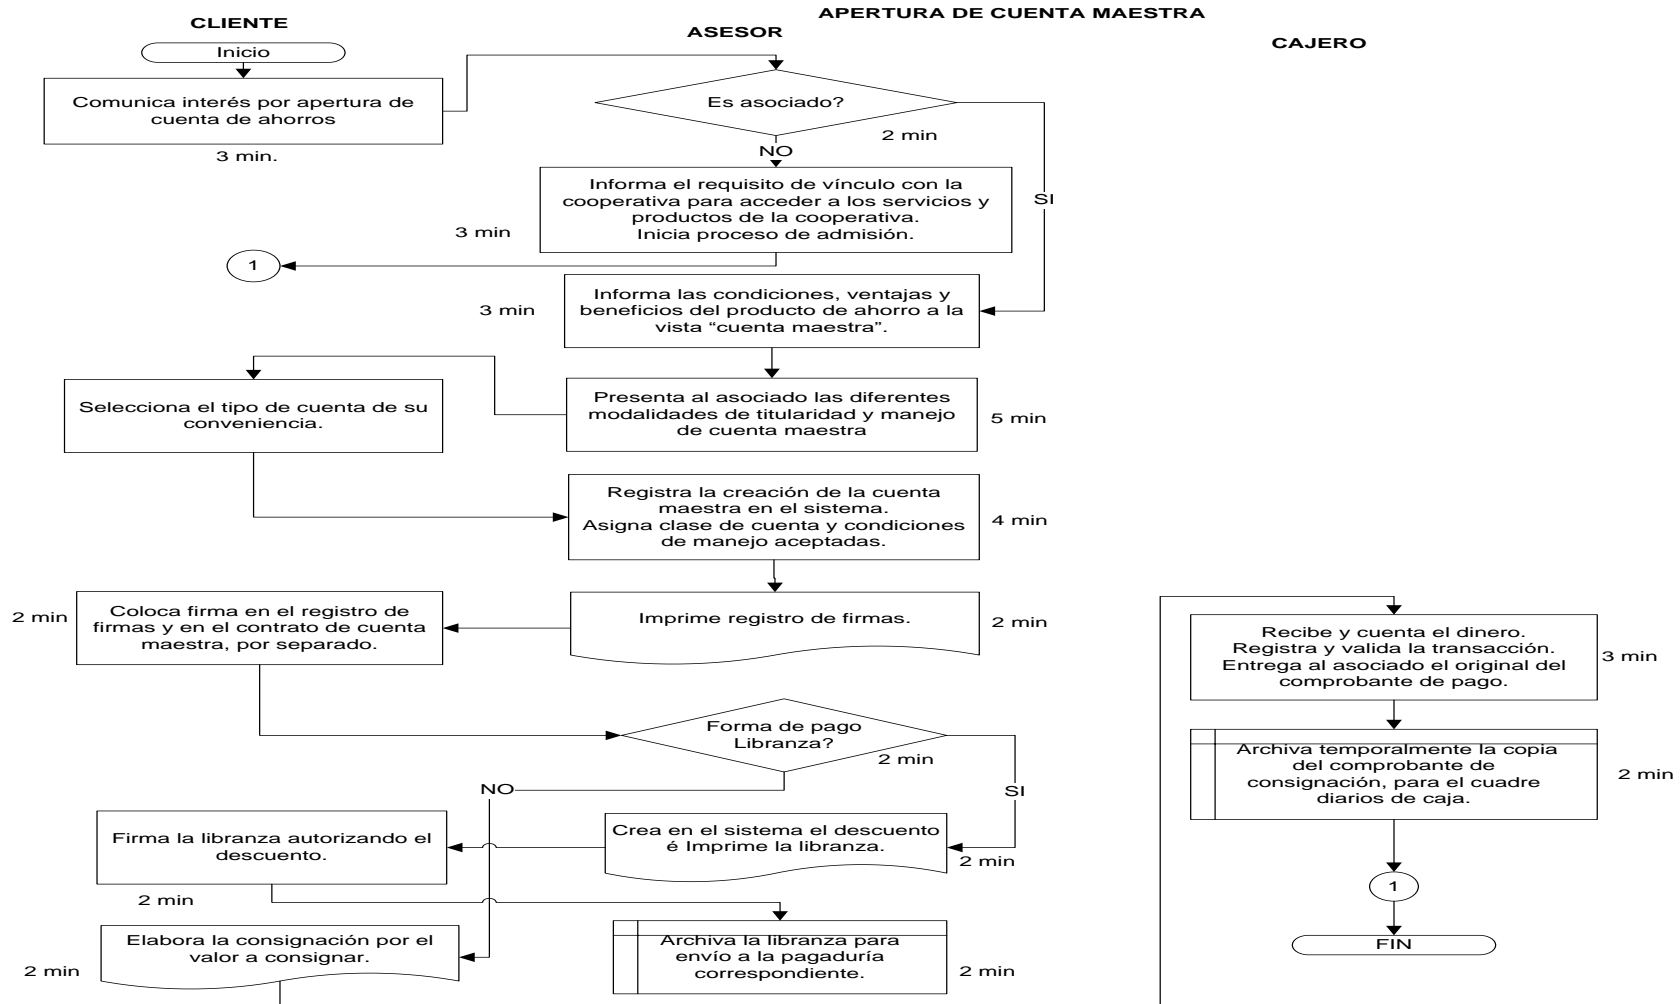 APERTURA DE CUENTA MAESTRA
CLIENTE
ASESOR
CAJERO
Inicio
Comunica interés por apertura de
cuenta de ahorros
3 min.
Es asociado?
2 min
NO
SI
Informa el requisito de vínculo con la
cooperativa para acceder a los servicios y
productos de la cooperativa.
Inicia proceso de admisión.
3 min
1
Informa las condiciones, ventajas y
beneficios del producto de ahorro a la
vista “cuenta maestra”.
3 min
Presenta al asociado las diferentes
modalidades de titularidad y manejo
de cuenta maestra
5 min
Selecciona el tipo de cuenta de su
conveniencia.
Registra la creación de la cuenta
maestra en el sistema.
Asigna clase de cuenta y condiciones
de manejo aceptadas.
4 min
Imprime registro de firmas.
2 min
Coloca firma en el registro de
firmas y en el contrato de cuenta
maestra, por separado.
2 min
Forma de pago
Libranza?
2 min
NO
SI
Crea en el sistema el descuento
é Imprime la libranza.
2 min
Firma la libranza autorizando el
descuento.
2 min
Archiva la libranza para
envío a la pagaduría
correspondiente.
2 min
Elabora la consignación por el
valor a consignar.
2 min
Recibe y cuenta el dinero.
Registra y valida la transacción.
Entrega al asociado el original del
comprobante de pago.
3 min
Archiva temporalmente la copia
del comprobante de
consignación, para el cuadre
diarios de caja.
2 min
1
FIN